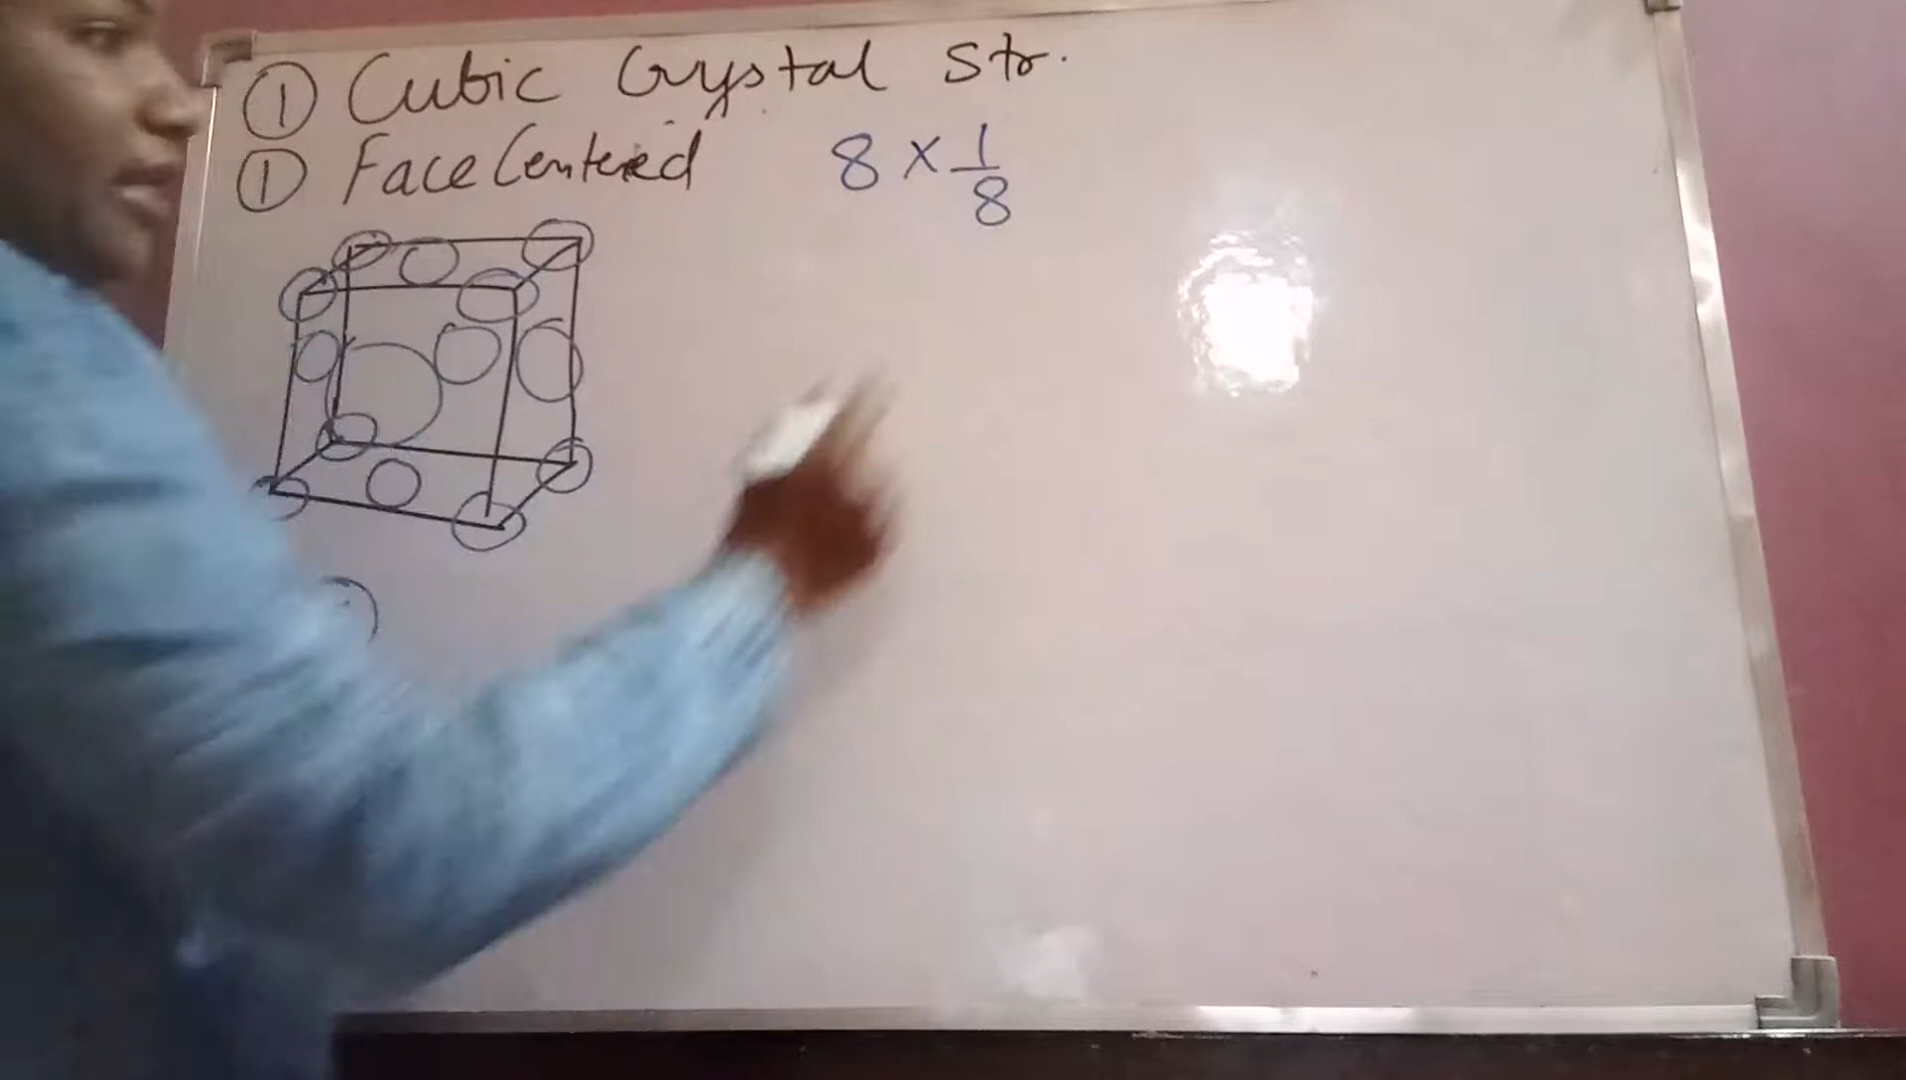 ① Cubic Crystal Str.
① Face Centered 8 × 1/8